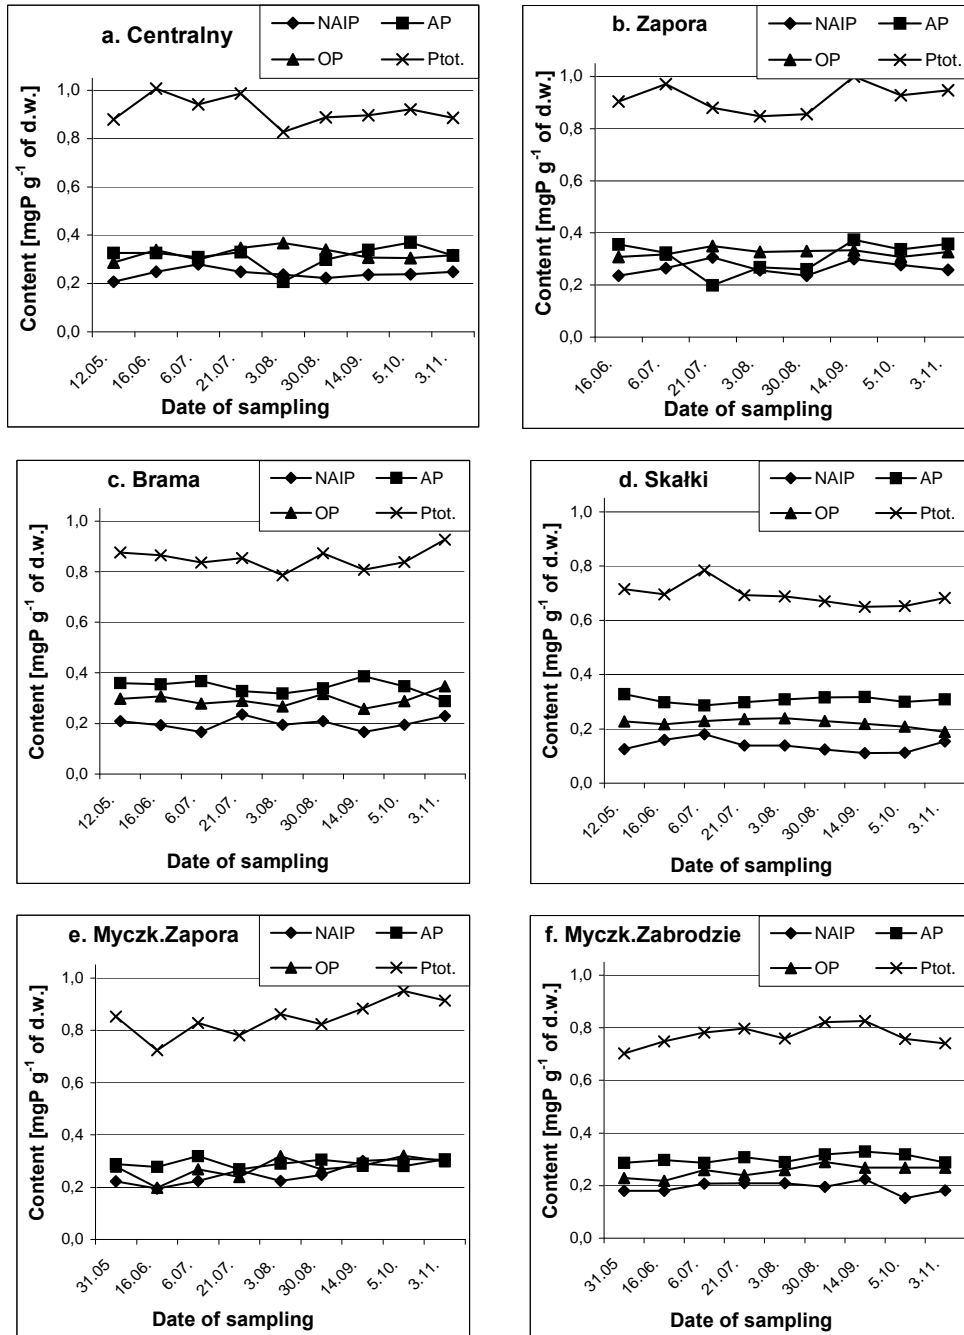 a. Centralny
NAIP AP
OP Ptot.
Content [mgP g-1 of d.w.]
1,0
0,8
0,6
0,4
0,2
0,0
12.05. 16.06. 6.07. 21.07. 3.08. 30.08. 14.09. 5.10. 3.11.
Date of sampling
b. Zapora
NAIP AP
OP Ptot.
Content [mgP g-1 of d.w.]
1,0
0,8
0,6
0,4
0,2
0,0
16.06. 6.07. 21.07. 3.08. 30.08. 14.09. 5.10. 3.11.
Date of sampling
c. Brama
NAIP AP
OP Ptot.
Content [mgP g-1 of d.w.]
1,0
0,8
0,6
0,4
0,2
0,0
12.05. 16.06. 6.07. 21.07. 3.08. 30.08. 14.09. 5.10. 3.11.
Date of sampling
d. Skałki
NAIP AP
OP Ptot.
Content [mgP g-1 of d.w.]
1,0
0,8
0,6
0,4
0,2
0,0
12.05. 16.06. 6.07. 21.07. 3.08. 30.08. 14.09. 5.10. 3.11.
Date of sampling
e. Myczk.Zapora
NAIP AP
OP Ptot.
Content [mgP g-1 of d.w.]
1,0
0,8
0,6
0,4
0,2
0,0
31.05 16.06. 6.07. 21.07. 3.08. 30.08. 14.09. 5.10. 3.11.
Date of sampling
f. Myczk.Zabrodzie
NAIP AP
OP Ptot.
Content [mgP g-1 of d.w.]
1,0
0,8
0,6
0,4
0,2
0,0
31.05 16.06. 6.07. 21.07. 3.08. 30.08. 14.09. 5.10. 3.11.
Date of sampling